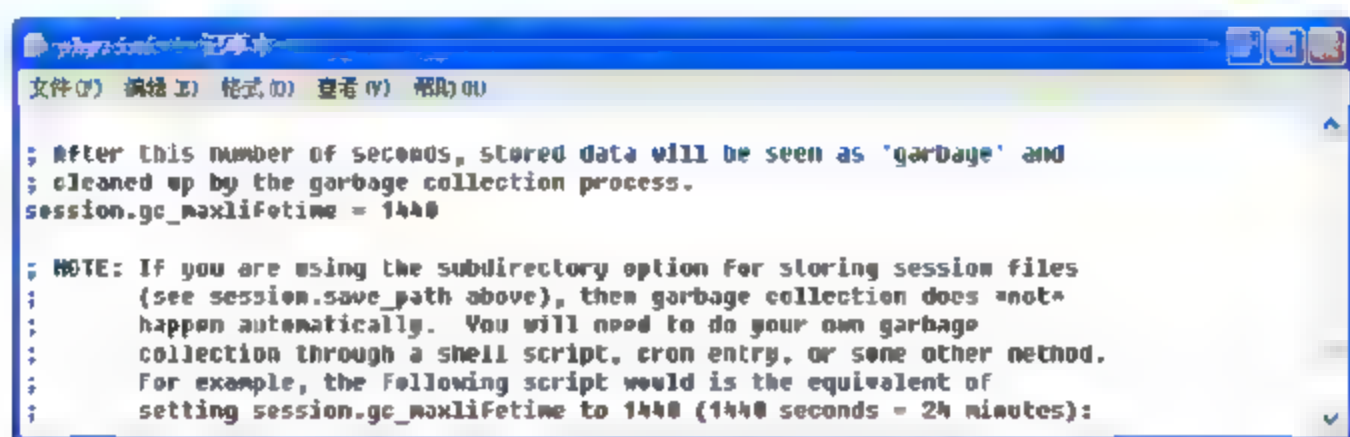 记事本
文件(F) 编辑(E) 格式(O) 查看(V) 帮助(H)
; After this number of seconds, stored data will be seen as 'garbage' and
; cleaned up by the garbage collection process.
session.gc_maxlifetime = 1440
; NOTE: If you are using the subdirectory option for storing session files
;       (see session.save_path above), then garbage collection does *not*
;       happen automatically.  You will need to do your own garbage
;       collection through a shell script, cron entry, or some other method.
;       For example, the following script would is the equivalent of
;       setting session.gc_maxlifetime to 1440 (1440 seconds = 24 minutes):